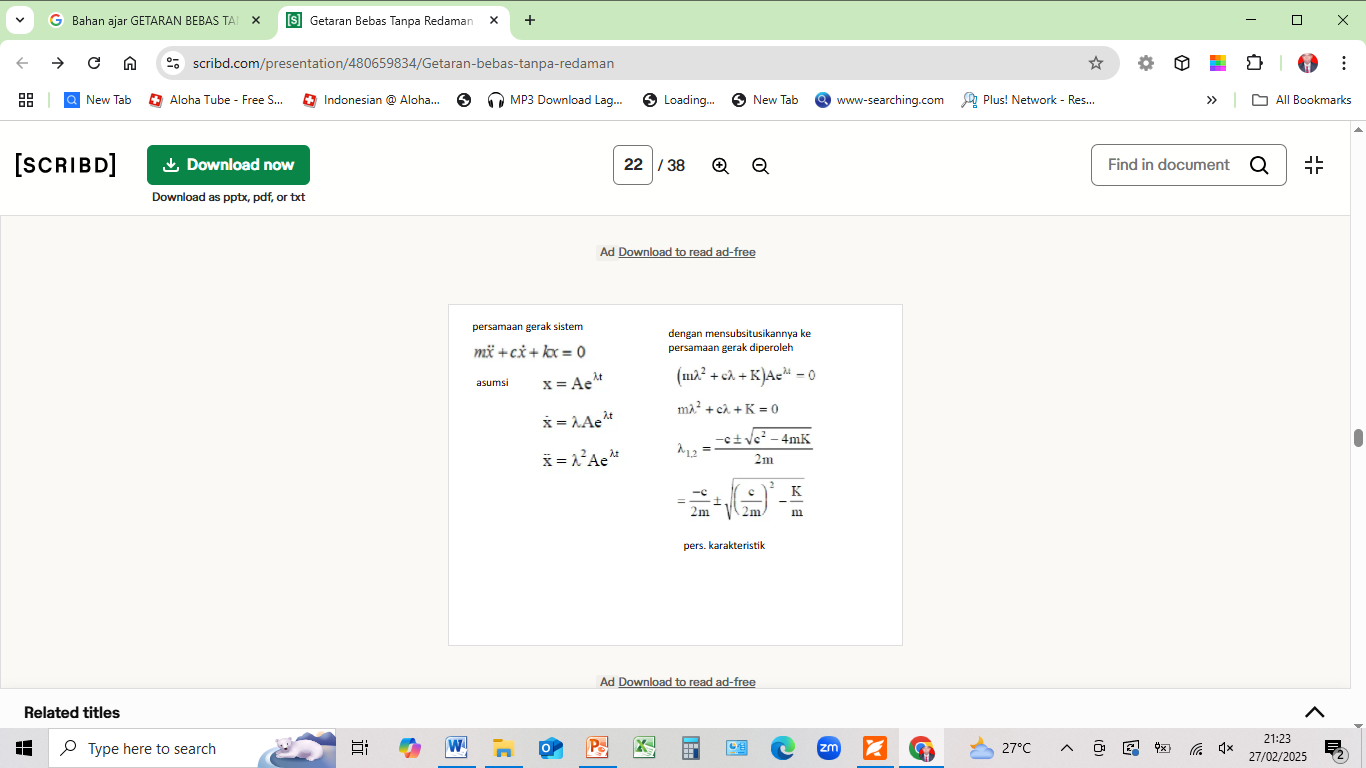 Bahan ajar GETARAN BEBAS TA
Getaran Bebas Tanpa Redaman
scribd.com/presentation/480659834/Getaran-bebas-tanpa-redaman
New Tab
Aloha Tube - Free S...
Indonesian @ Aloha...
MP3 Download Lag...
Loading...
New Tab
www-searching.com
Plus! Network - Res...
All Bookmarks
[SCRIBD]
Download now
Download as pptx, pdf, or txt
22 / 38
Find in document
Ad Download to read ad-free
persamaan gerak sistem
mẍ + cẋ + kx = 0
asumsi
x = Ae^{λt}
ẋ = λAe^{λt}
ẍ = λ²Ae^{λt}
dengan mensubsitusikannya ke
persamaan gerak diperoleh
(mλ² + cλ + K)Ae^{λt} = 0
mλ² + cλ + K = 0
λ_{1,2} = (-c ± √(c² - 4mK)) / 2m
= -c/2m ± √((c/2m)² - K/m)
pers. karakteristik
Ad Download to read ad-free
Related titles
Type here to search
zm
27°C
21:23
27/02/2025
2